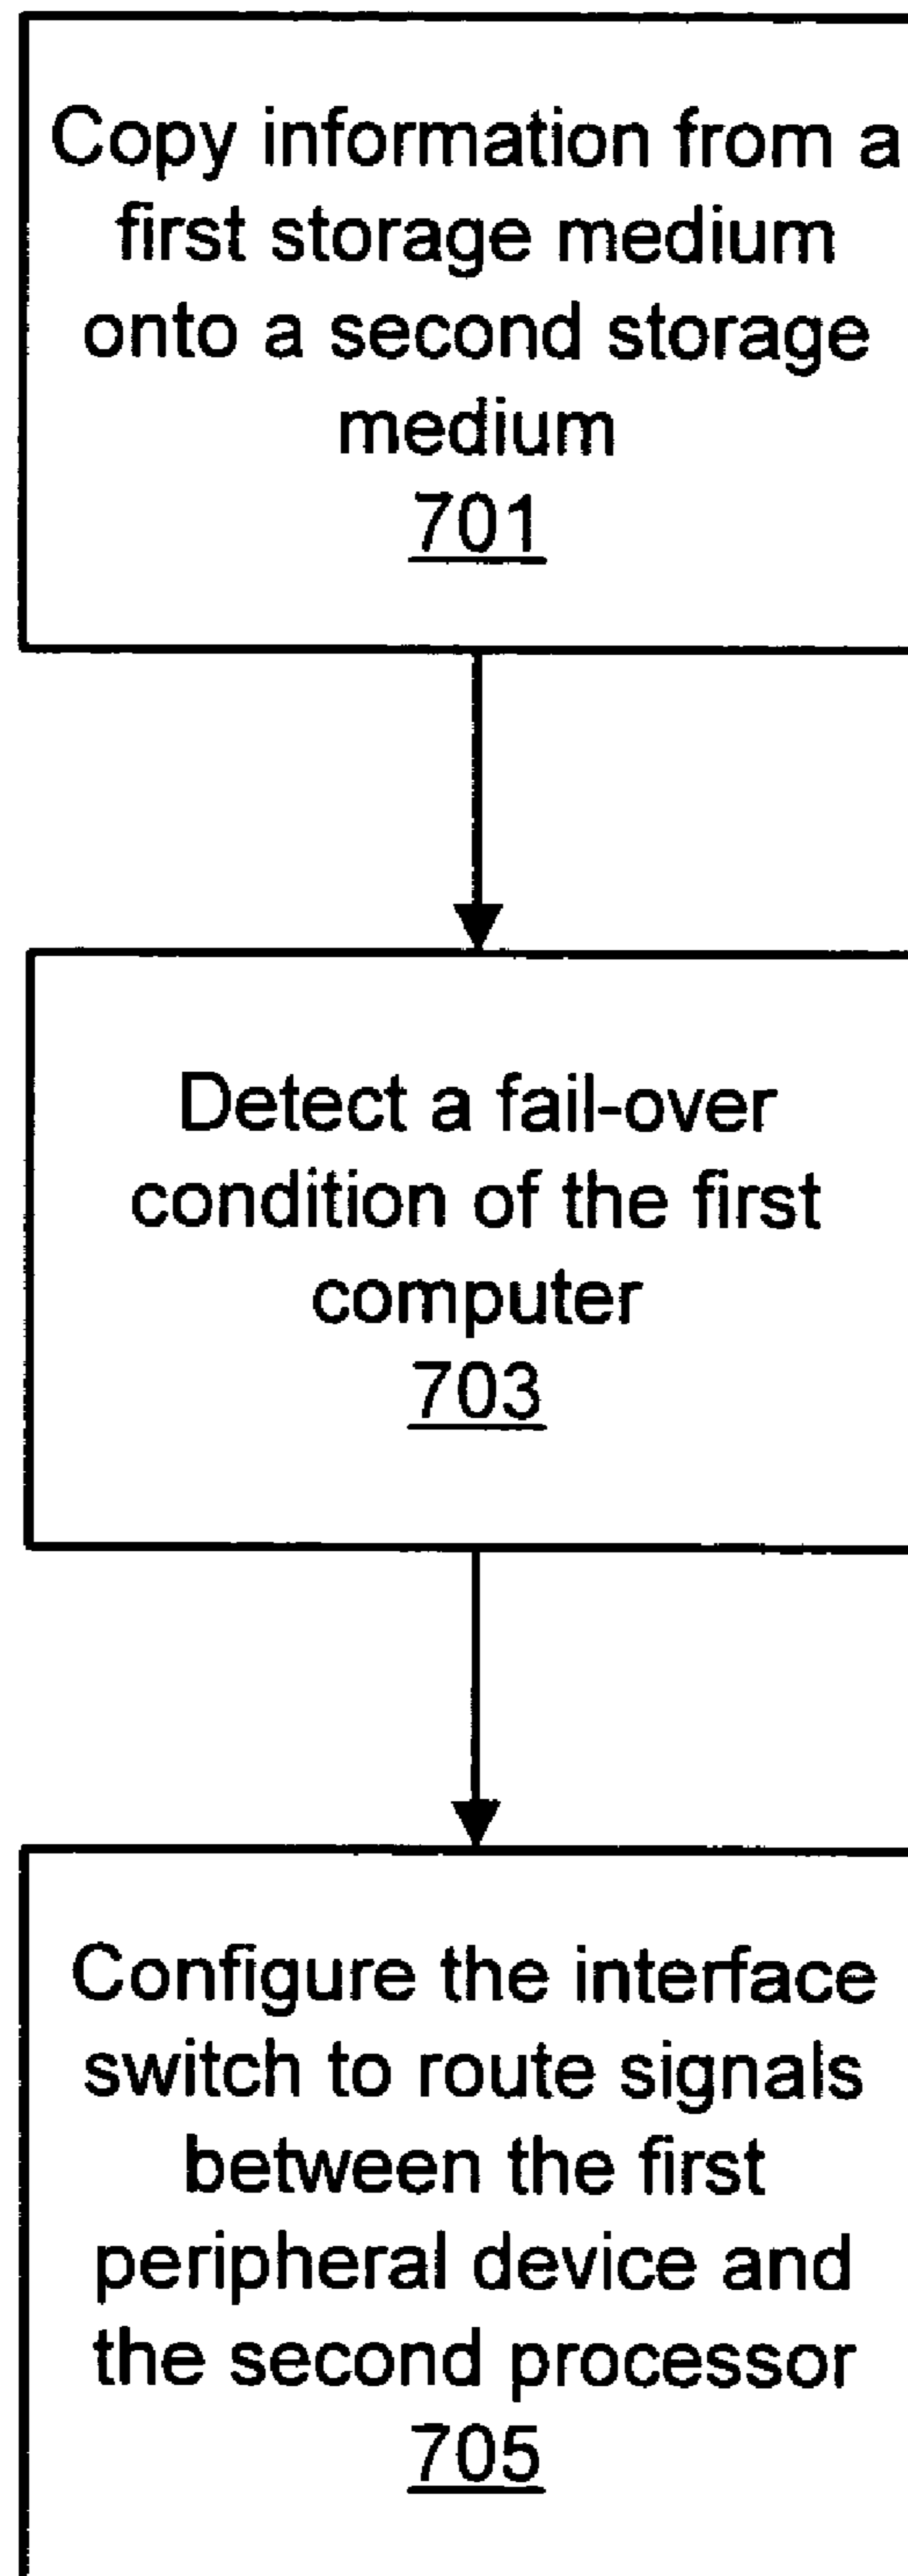 Copy information from a
first storage medium
onto a second storage
medium
701
Detect a fail-over
condition of the first
computer
703
Configure the interface
switch to route signals
between the first
peripheral device and
the second processor
705